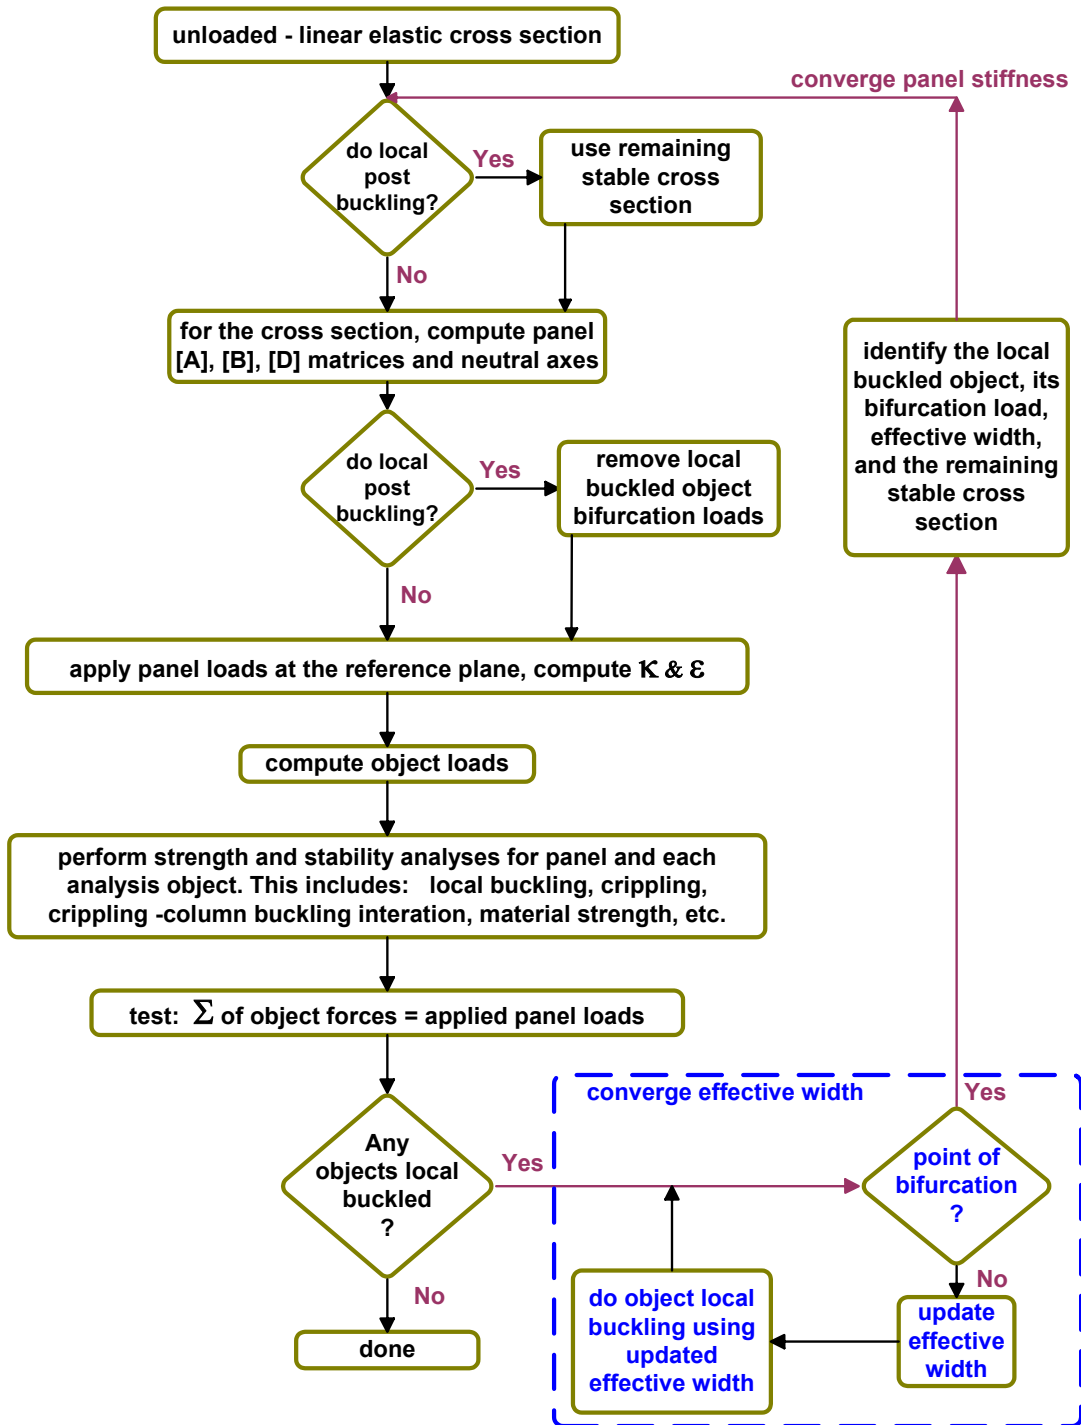 unloaded - linear elastic cross section
converge panel stiffness
do local
post
buckling?
Yes
use remaining
stable cross
section
No
for the cross section, compute panel
[A], [B], [D] matrices and neutral axes
identify the local
buckled object, its
bifurcation load,
effective width,
and the remaining
stable cross
section
do local
post
buckling?
Yes
remove local
buckled object
bifurcation loads
No
apply panel loads at the reference plane, compute κ & ε
compute object loads
perform strength and stability analyses for panel and each
analysis object. This includes: local buckling, crippling,
crippling -column buckling interation, material strength, etc.
test: Σ of object forces = applied panel loads
converge effective width
Yes
Any
objects local
buckled
?
Yes
point of
bifurcation
?
No
No
do object local
buckling using
updated
effective width
update
effective
width
done